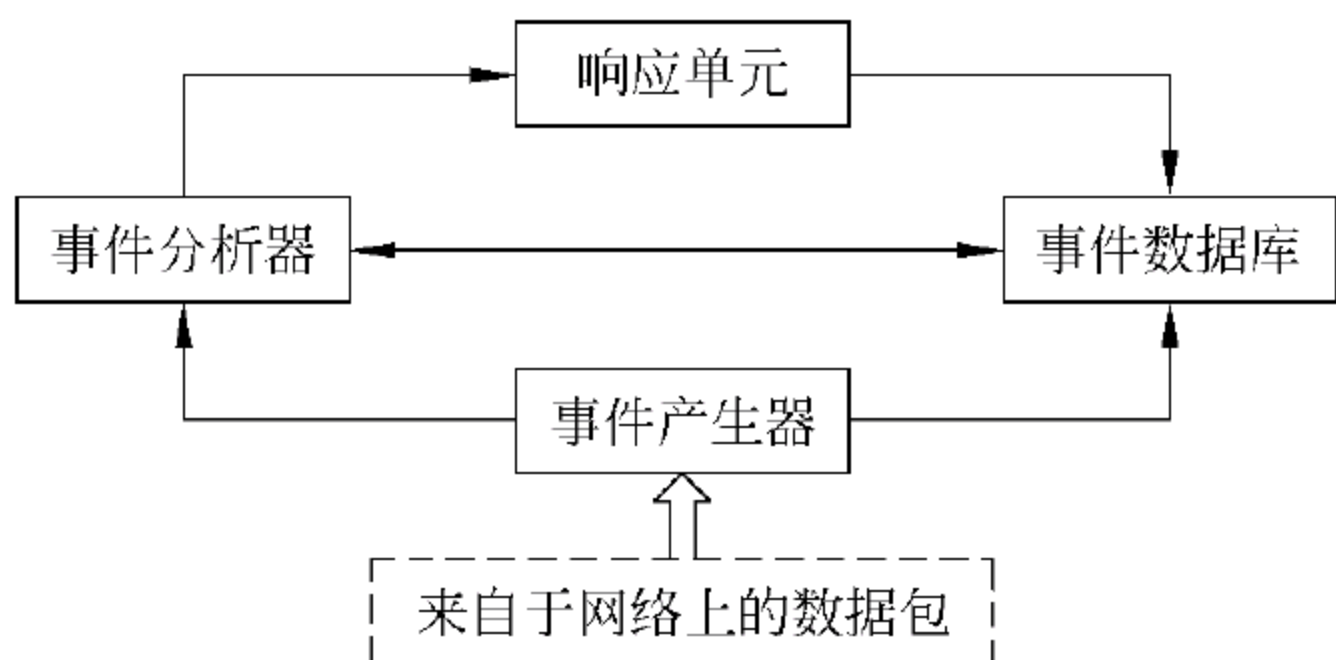 响应单元
事件分析器
事件数据库
事件产生器
来自于网络上的数据包